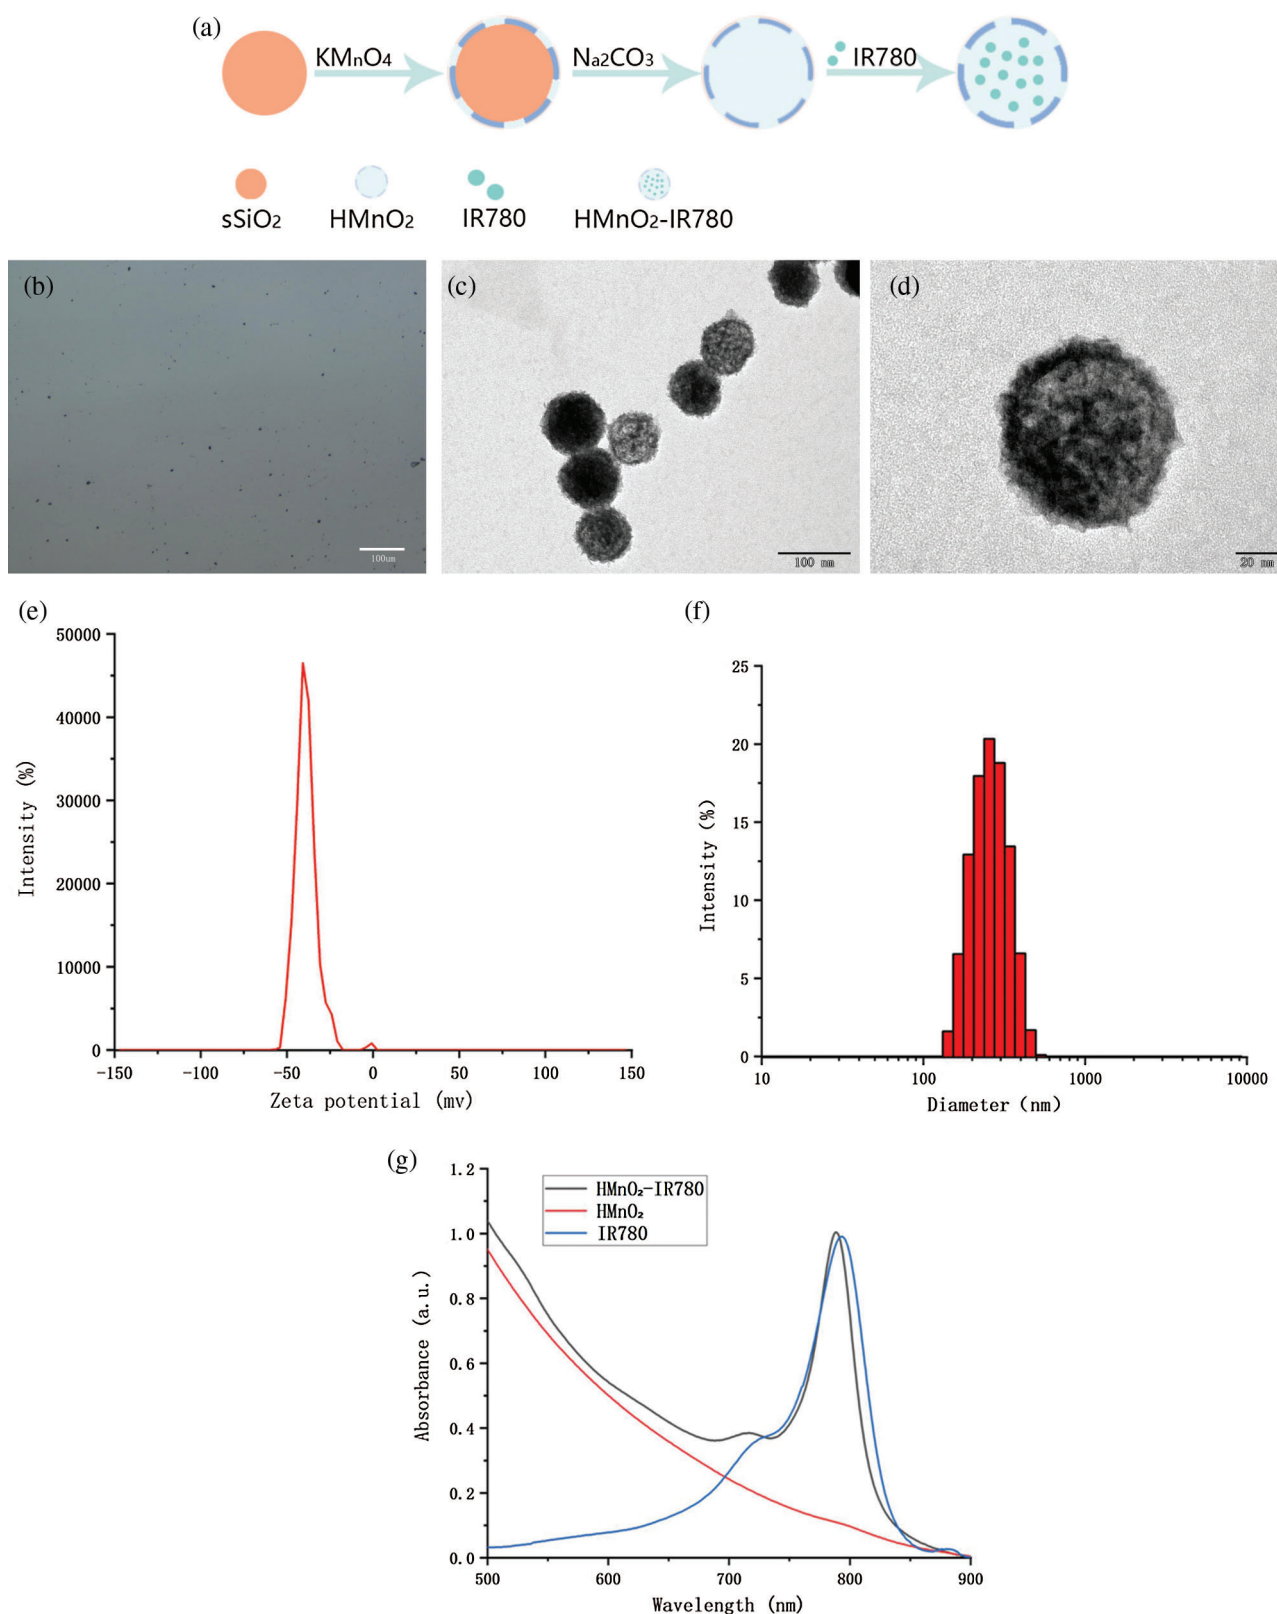 (a)
KMnO4
Na2CO3
IR780
sSiO2
HMnO2
IR780
HMnO2-IR780
(b)
100um
(c)
100 nm
(d)
20 nm
(e)
50000
40000
30000
20000
10000
0
Intensity (%)
-150 -100 -50 0 50 100 150
Zeta potential (mv)
(f)
25
20
15
10
5
0
Intensity (%)
10 100 1000 10000
Diameter (nm)
(g)
1.2
1.0
0.8
0.6
0.4
0.2
0.0
Absorbance (a.u.)
HMnO₂-IR780
HMnO₂
IR780
500 600 700 800 900
Wavelength (nm)